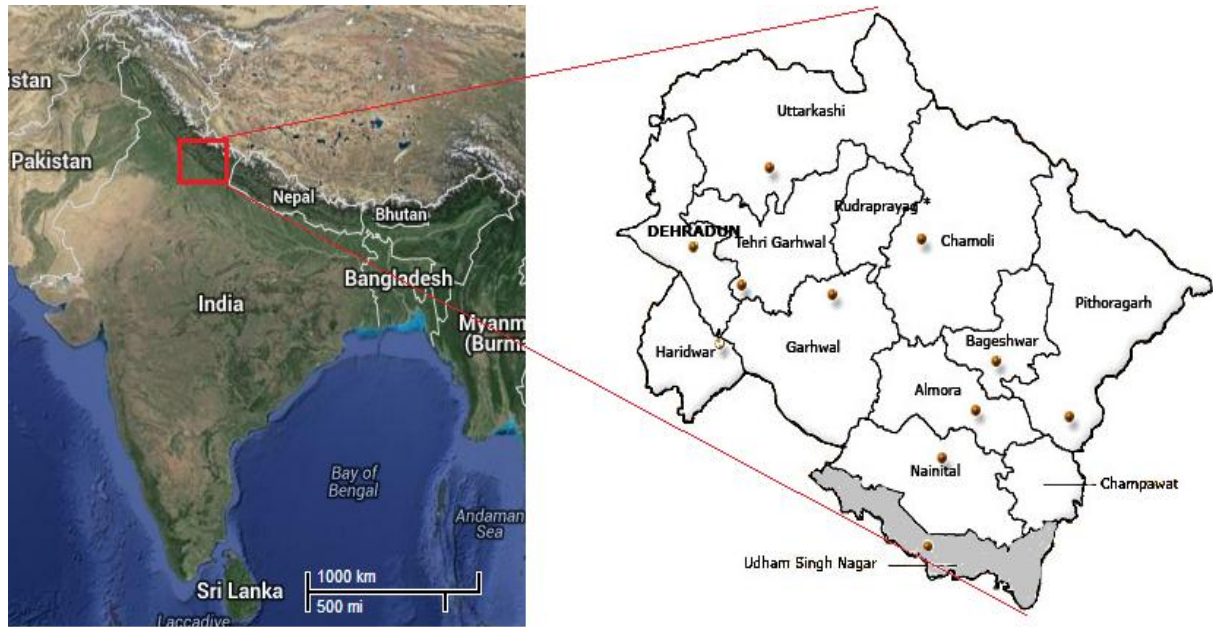 istan
Pakistan
Nepal
Bhutan
Bangladesh
India
Myanm
(Burma
Bay of
Bengal
Andaman
Sea
Sri Lanka
Laccadive
1000 km
500 mi
Uttarkashi
Rudraprayag *
DEHRADUN
Tehri Garhwal
Chamoli
Pithoragarh
Haridwar
Garhwal
Bageshwar
Almora
Nainital
Champawat
Udham Singh Nagar